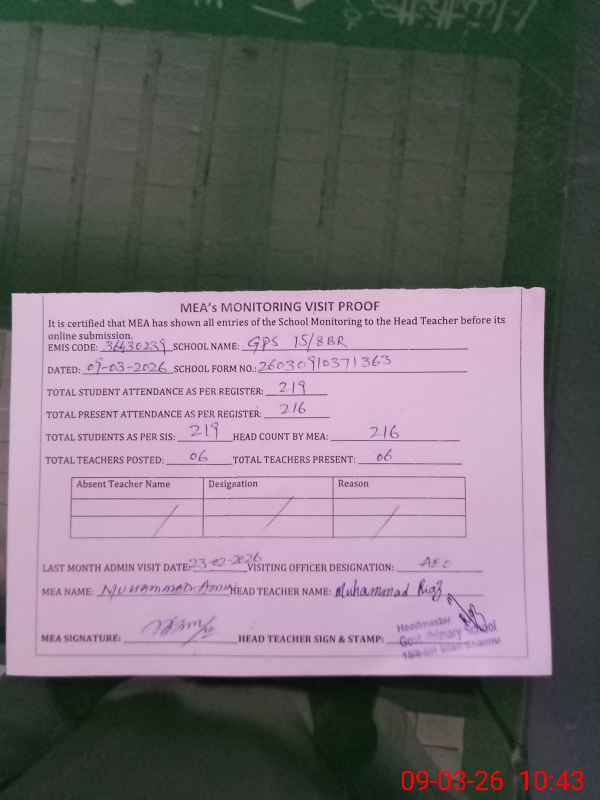 MEA's MONITORING VISIT PROOF
It is certified that MEA has shown all entries of the School Monitoring to the Head Teacher before its
online submission.
EMIS CODE: 36430239 SCHOOL NAME: GPS 15/8BR
DATED: 09-03-2026 SCHOOL FORM NO.: 26030910371363
TOTAL STUDENT ATTENDANCE AS PER REGISTER: 219
TOTAL PRESENT ATTENDANCE AS PER REGISTER: 216
TOTAL STUDENTS AS PER SIS: 219 HEAD COUNT BY MEA: 216
TOTAL TEACHERS POSTED: 06 TOTAL TEACHERS PRESENT: 06
Absent Teacher Name Designation Reason
LAST MONTH ADMIN VISIT DATE: 23-02-2026 VISITING OFFICER DESIGNATION: AEO
MEA NAME: Muhammad HEAD TEACHER NAME: Muhammad Riaz
MEA SIGNATURE: HEAD TEACHER SIGN & STAMP:
Headmaster
Govt. Primary School
09-03-26 10:43